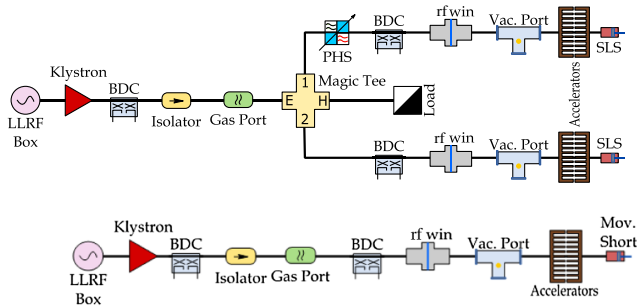 BDC
rf win
Vac. Port
PHS
SLS
Klystron
BDC
Magic Tee
1
E
H
2
LLRF
Box
Isolator
Gas Port
Load
Accelerators
BDC
rf win
Vac. Port
SLS
Klystron
BDC
BDC
rf win
Vac. Port
Mov.
Short
LLRF
Box
Isolator
Gas Port
Accelerators